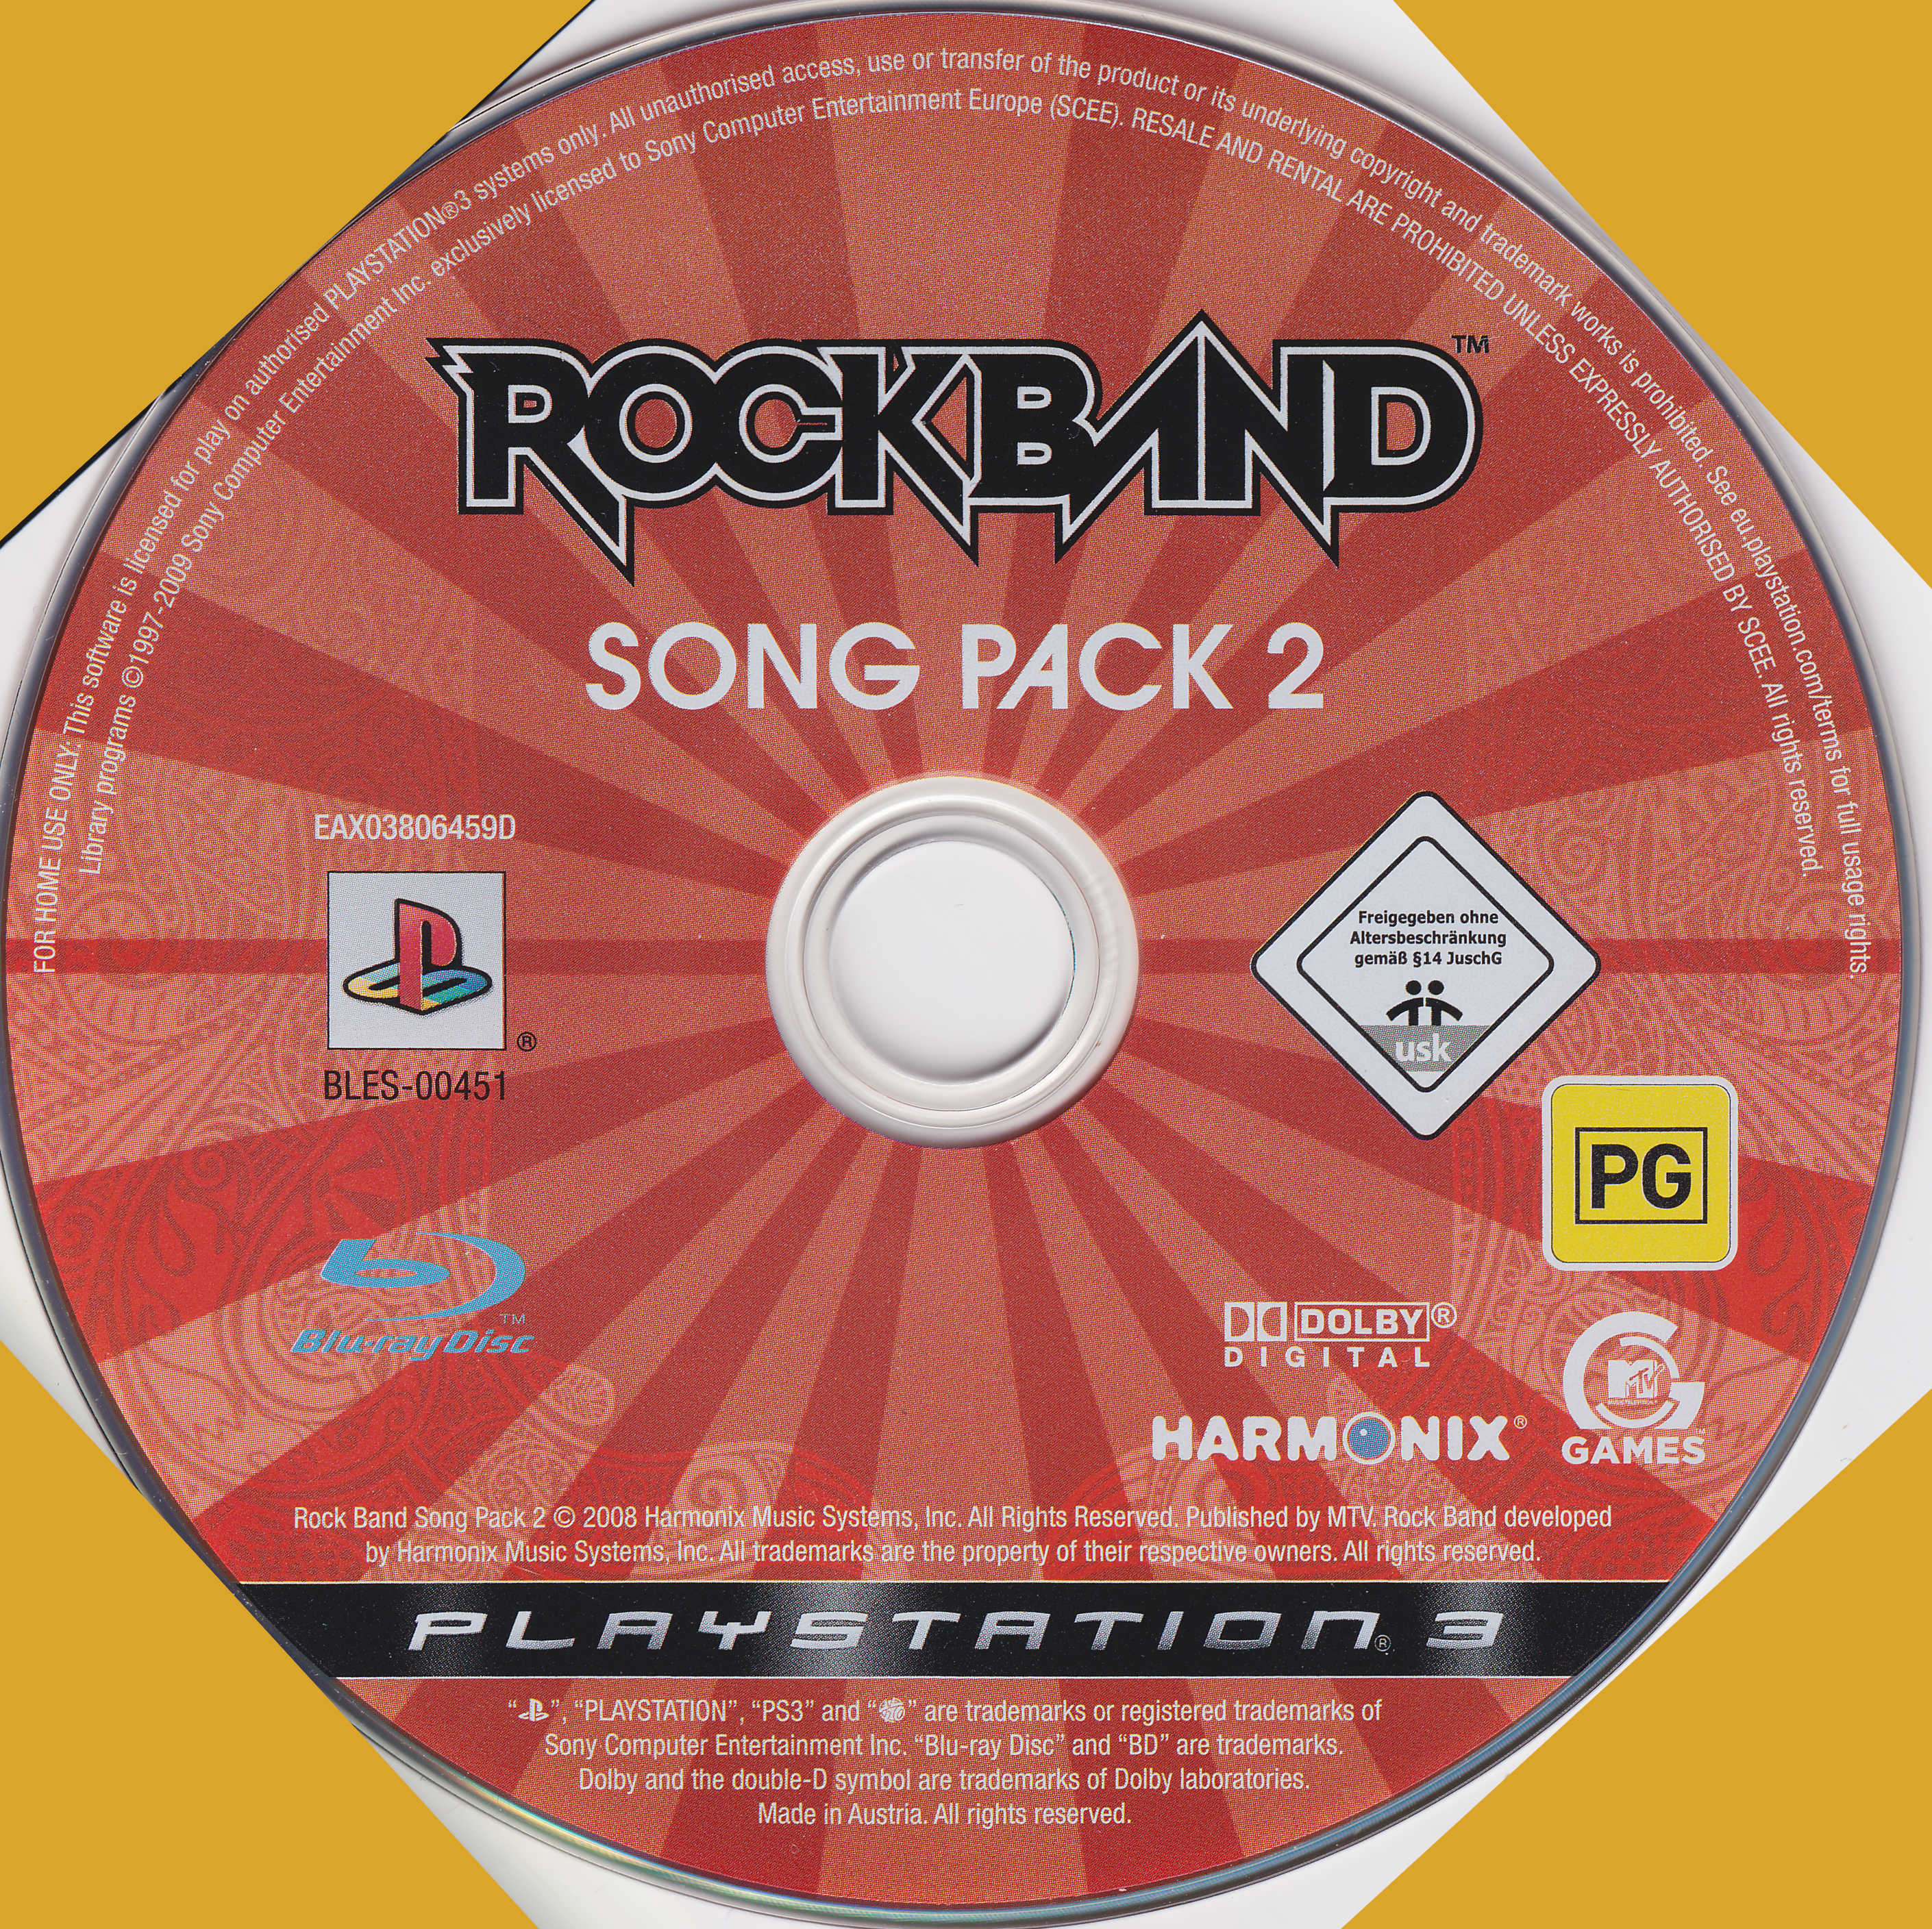 FOR HOME USE ONLY: This software is licensed for play on authorised PLAYSTATION®3 systems only. All unauthorised access, use or transfer of the product or its underlying copyright and trademark works is prohibited. See eu.playstation.com/terms for full usage rights.
Library programs ©1997-2009 Sony Computer Entertainment Inc. exclusively licensed to Sony Computer Entertainment Europe (SCEE). RESALE AND RENTAL ARE PROHIBITED UNLESS EXPRESSLY AUTHORISED BY SCEE. All rights reserved.
ROCKBAND™
SONG PACK 2
EAX03806459D
®
BLES-00451
Freigegeben ohne
Altersbeschränkung
gemäß §14 JuschG
usk
PG
Blu-ray Disc™
DOLBY®
DIGITAL
HARMONIX®
MTV
GAMES
Rock Band Song Pack 2 © 2008 Harmonix Music Systems, Inc. All Rights Reserved. Published by MTV. Rock Band developed
by Harmonix Music Systems, Inc. All trademarks are the property of their respective owners. All rights reserved.
PLAYSTATION® 3
“ ”, “PLAYSTATION”, “PS3” and “ ” are trademarks or registered trademarks of
Sony Computer Entertainment Inc. “Blu-ray Disc” and “BD” are trademarks.
Dolby and the double-D symbol are trademarks of Dolby laboratories.
Made in Austria. All rights reserved.